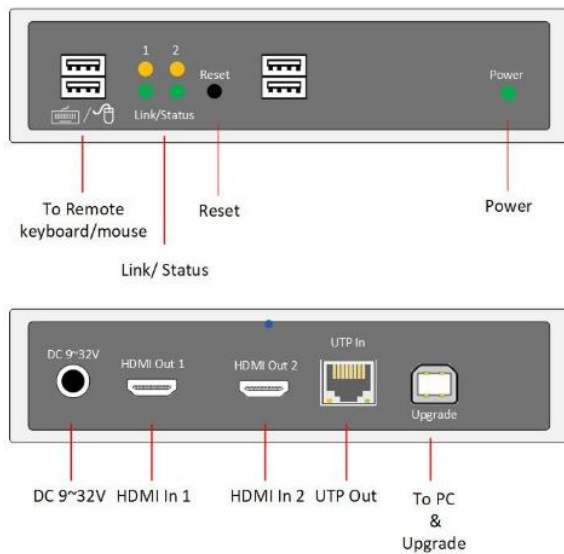 1 2
Reset
Power
Link/Status
/
To Remote
keyboard/mouse
Reset
Power
Link/ Status
UTP In
DC 9~32V
HDMI Out 1
HDMI Out 2
Upgrade
DC 9~32V HDMI In 1 HDMI In 2 UTP Out To PC
&
Upgrade